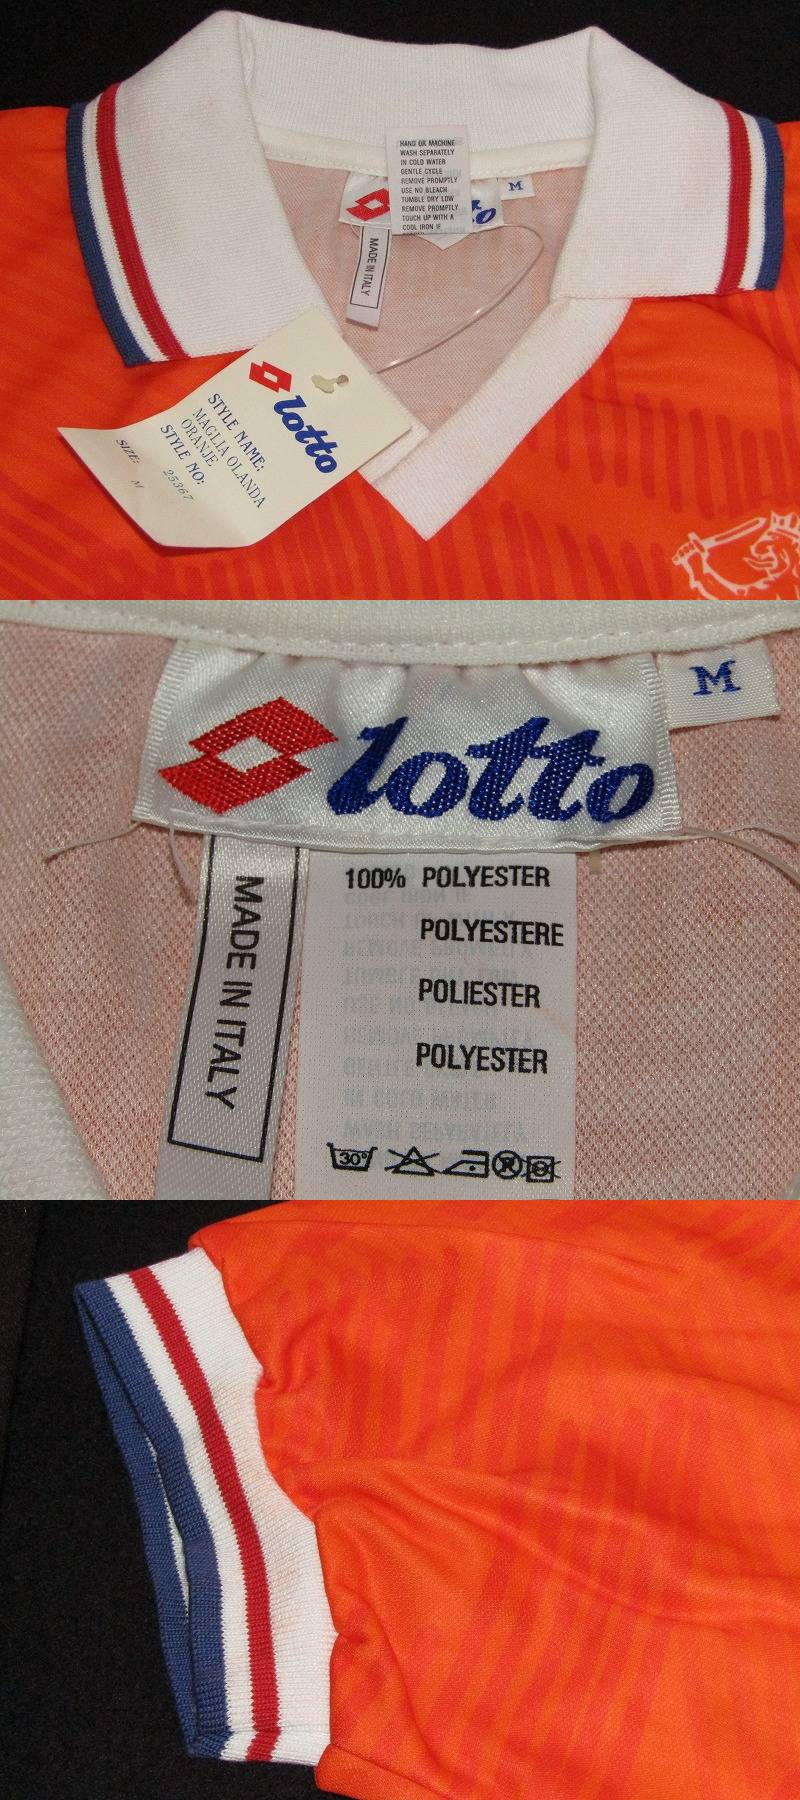 HAND OR MACHINE
WASH SEPARATELY
IN COLD WATER
GENTLE CYCLE
REMOVE PROMPTLY
USE NO BLEACH
TUMBLE DRY LOW
REMOVE PROMPTLY
TOUCH UP WITH A
COOL IRON IF
M
MADE IN ITALY
lotto
STYLE NAME:
MAGLIA OLANDA
ORANJE
STYLE NO:
25367
SIZE: M
lotto
M
MADE IN ITALY
100% POLYESTER
POLYESTERE
POLIESTER
POLYESTER
30°